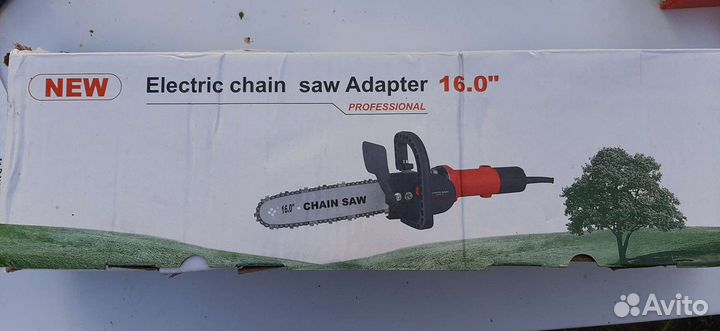 NEW
Electric chain saw Adapter 16.0"
PROFESSIONAL
16.0" CHAIN SAW
Avito